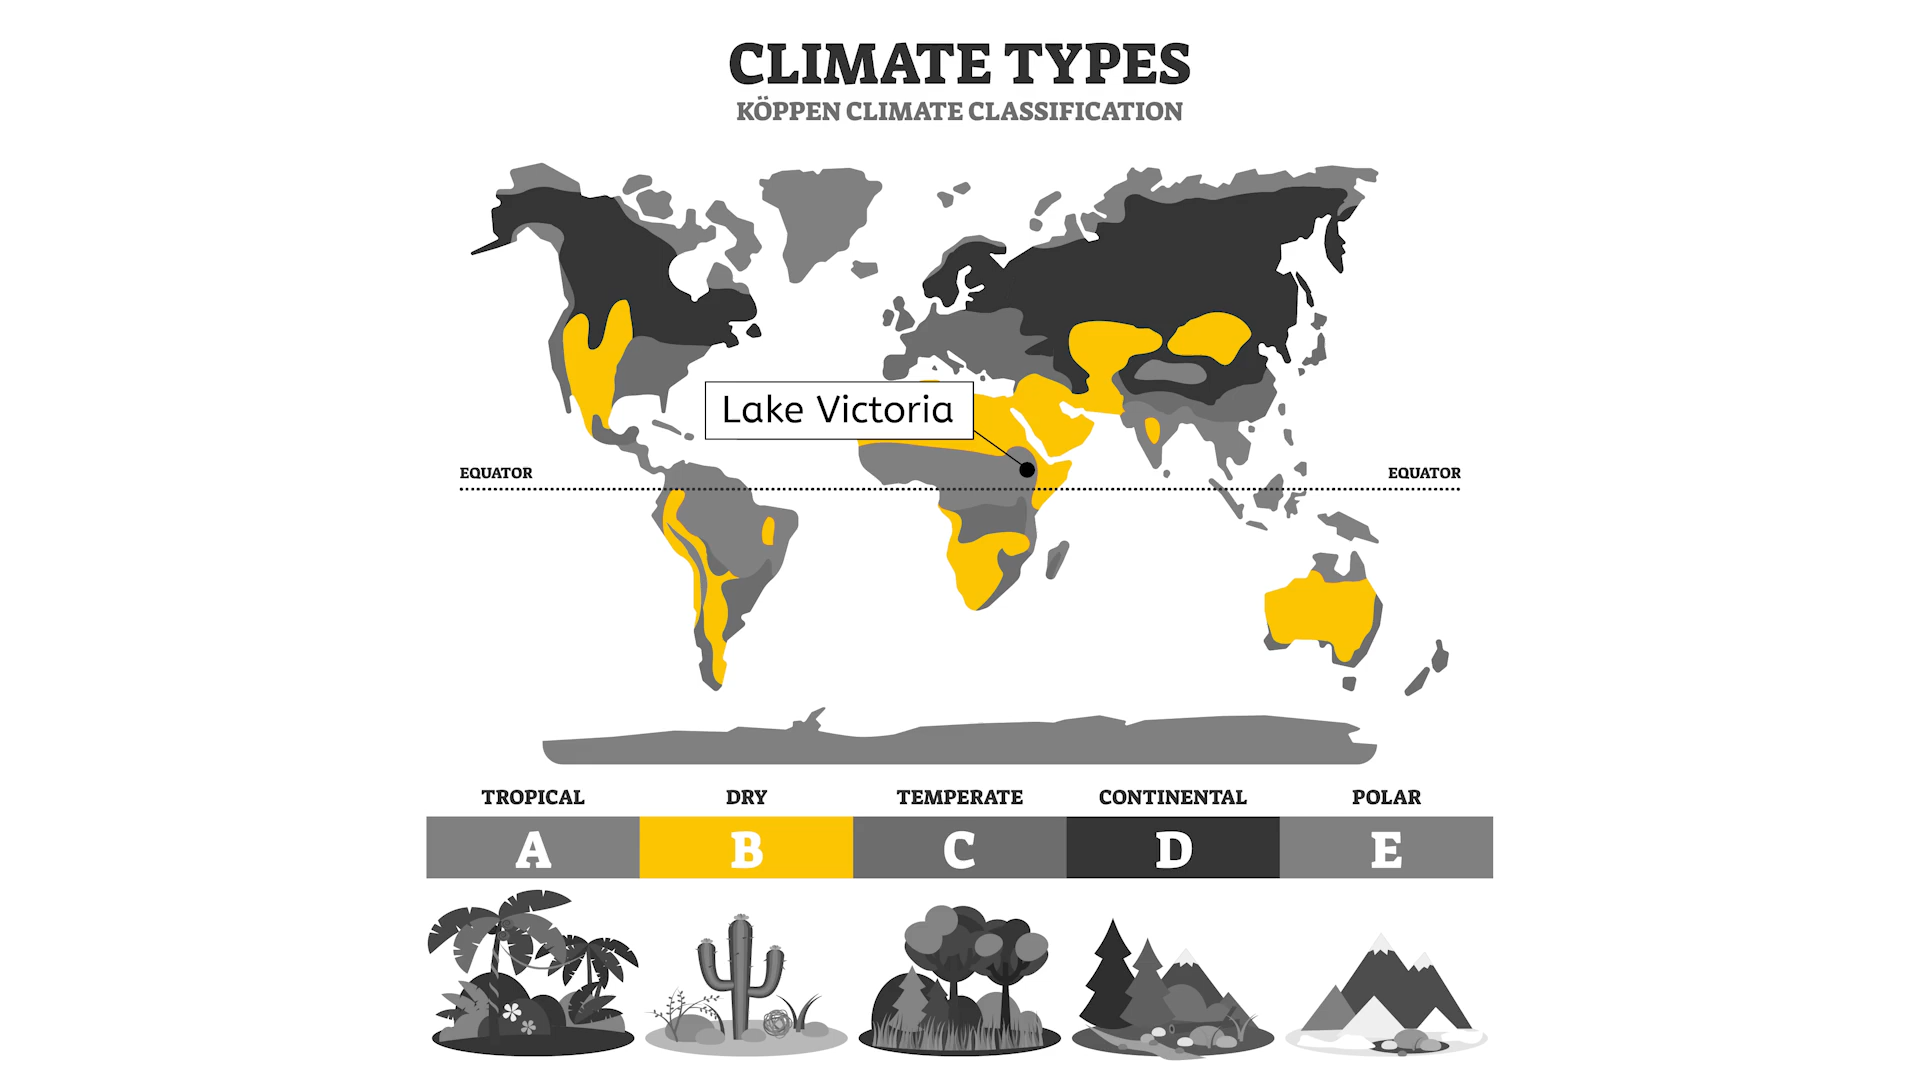 CLIMATE TYPES
KÖPPEN CLIMATE CLASSIFICATION
Lake Victoria
EQUATOR EQUATOR
TROPICAL DRY TEMPERATE CONTINENTAL POLAR
A B C D E